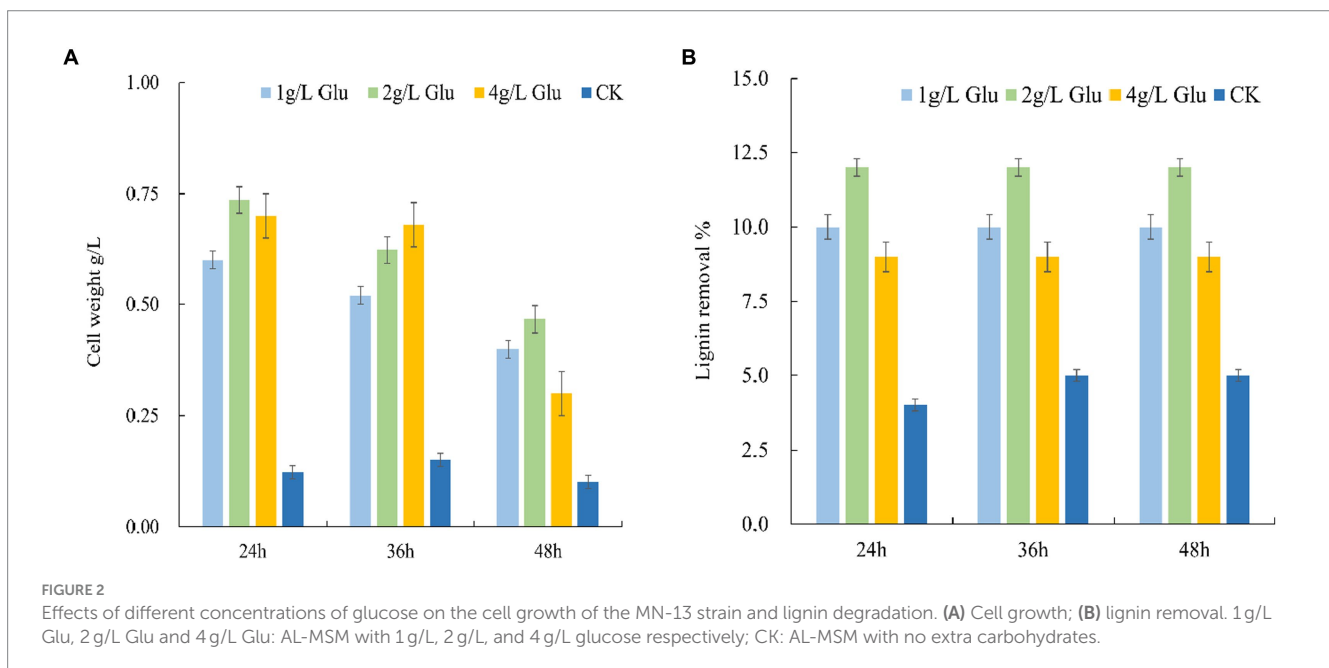 A
1g/L Glu 2g/L Glu 4g/L Glu CK
1.00
0.75
0.50
0.25
0.00
Cell weight g/L
24h 36h 48h
B
1g/L Glu 2g/L Glu 4g/L Glu CK
15.0
12.5
10.0
7.5
5.0
2.5
0.0
Lignin removal %
24h 36h 48h
FIGURE 2
Effects of different concentrations of glucose on the cell growth of the MN-13 strain and lignin degradation. (A) Cell growth; (B) lignin removal. 1 g/L
Glu, 2 g/L Glu and 4 g/L Glu: AL-MSM with 1 g/L, 2 g/L, and 4 g/L glucose respectively; CK: AL-MSM with no extra carbohydrates.